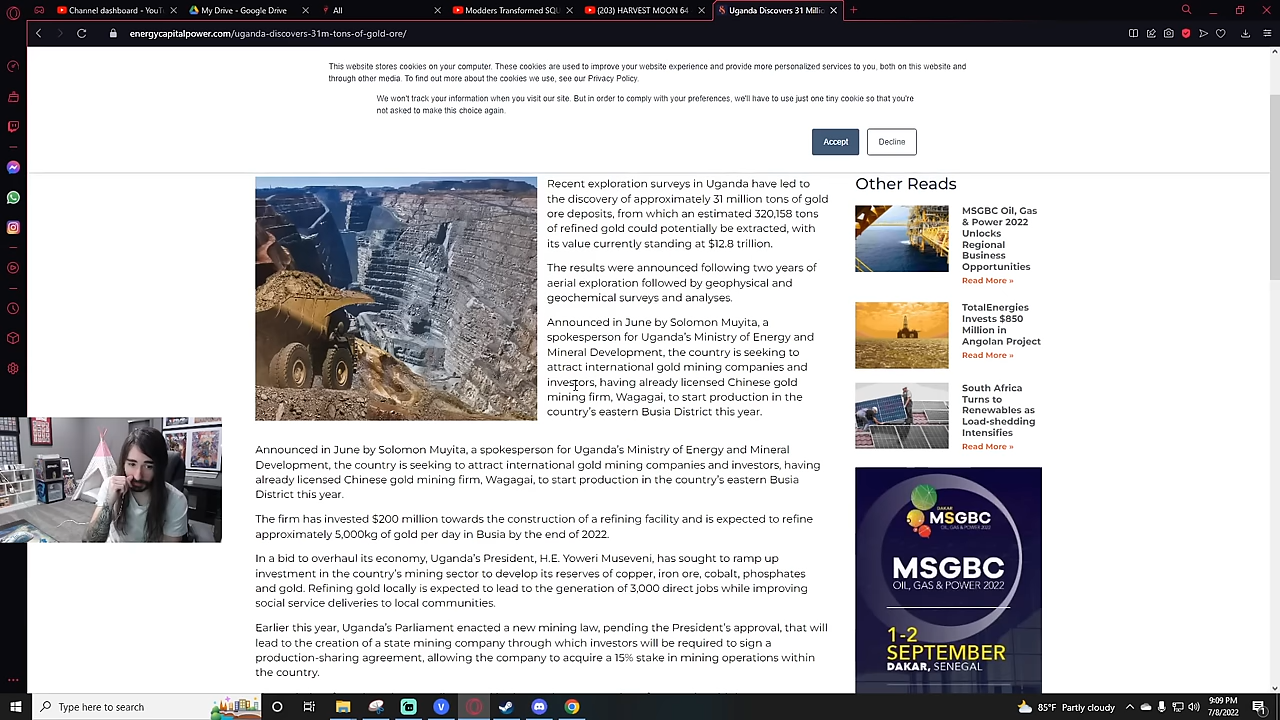 Channel dashboard - YouT
My Drive - Google Drive
All
Modders Transformed SQU
(203) HARVEST MOON 64
Uganda Discovers 31 Millio
energycapitalpower.com/uganda-discovers-31m-tons-of-gold-ore/
This website stores cookies on your computer. These cookies are used to improve your website experience and provide more personalized services to you, both on this website and
through other media. To find out more about the cookies we use, see our Privacy Policy.
We won't track your information when you visit our site. But in order to comply with your preferences, we'll have to use just one tiny cookie so that you're
not asked to make this choice again.
Accept
Decline
Recent exploration surveys in Uganda have led to
the discovery of approximately 31 million tons of gold
ore deposits, from which an estimated 320,158 tons
of refined gold could potentially be extracted, with
its value currently standing at $12.8 trillion.
The results were announced following two years of
aerial exploration followed by geophysical and
geochemical surveys and analyses.
Announced in June by Solomon Muyita, a
spokesperson for Uganda's Ministry of Energy and
Mineral Development, the country is seeking to
attract international gold mining companies and
investors, having already licensed Chinese gold
mining firm, Wagagai, to start production in the
country's eastern Busia District this year.
Announced in June by Solomon Muyita, a spokesperson for Uganda's Ministry of Energy and Mineral
Development, the country is seeking to attract international gold mining companies and investors, having
already licensed Chinese gold mining firm, Wagagai, to start production in the country's eastern Busia
District this year.
The firm has invested $200 million towards the construction of a refining facility and is expected to refine
approximately 5,000kg of gold per day in Busia by the end of 2022.
In a bid to overhaul its economy, Uganda's President, H.E. Yoweri Museveni, has sought to ramp up
investment in the country's mining sector to develop its reserves of copper, iron ore, cobalt, phosphates
and gold. Refining gold locally is expected to lead to the generation of 3,000 direct jobs while improving
social service deliveries to local communities.
Earlier this year, Uganda's Parliament enacted a new mining law, pending the President's approval, that will
lead to the creation of a state mining company through which investors will be required to sign a
production-sharing agreement, allowing the company to acquire a 15% stake in mining operations within
the country.
Other Reads
MSGBC Oil, Gas
& Power 2022
Unlocks
Regional
Business
Opportunities
Read More »
TotalEnergies
Invests $850
Million in
Angolan Project
Read More »
South Africa
Turns to
Renewables as
Load-shedding
Intensifies
Read More »
DAKAR
MSGBC
OIL, GAS & POWER 2022
MSGBC
OIL, GAS & POWER 2022
1-2
SEPTEMBER
DAKAR, SENEGAL
Type here to search
85°F Partly cloudy
9:09 PM
7/8/2022